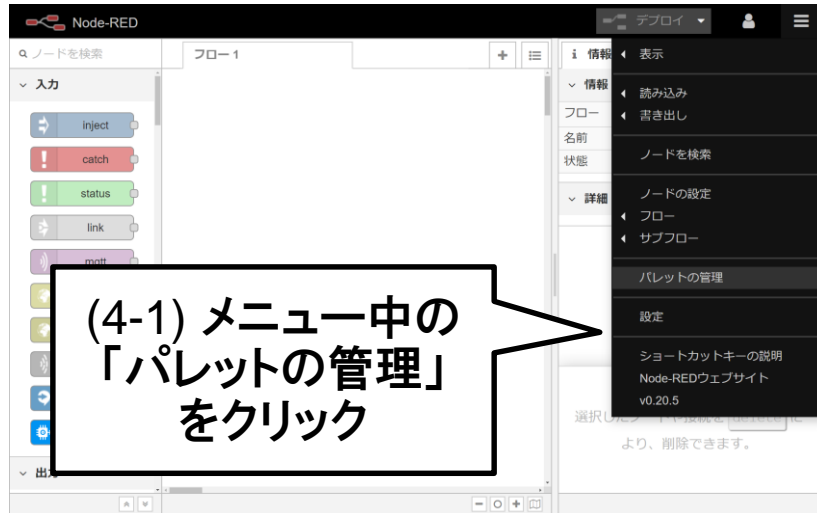 Node-RED
デプロイ
ノードを検索
フロー 1
i 情報
入力
inject
catch
status
link
mqtt
出力
情報
フロー
名前
状態
詳細
表示
読み込み
書き出し
ノードを検索
ノードの設定
フロー
サブフロー
パレットの管理
設定
ショートカットキーの説明
Node-REDウェブサイト
v0.20.5
(4-1) メニュー中の
「パレットの管理」
をクリック
より、削除できます。